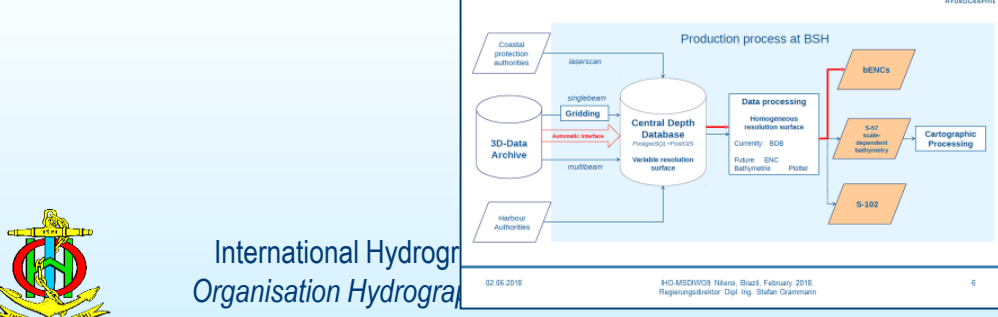 HYDROGRAPHIE
Production process at BSH
Coastal
protection
authorities
laserscan
bENCs
singlebeam
Gridding
3D-Data
Archive
Automatic Interface
multibeam
Central Depth
Database
PostgreSQL+PostGIS
Variable resolution
surface
Data processing
Homogeneous
resolution surface
Currently: BDB
Future: ENC
Bathymetrie Plotter
S-57
scale-
dependent
bathymetry
Cartographic
Processing
S-102
Harbour
Authorities
International Hydrogr
Organisation Hydrograp
02.06.2018
IHO-MSDIWG9 Niteroi, Brazil, February 2018,
Regierungsdirektor Dipl. Ing. Stefan Grammann
6